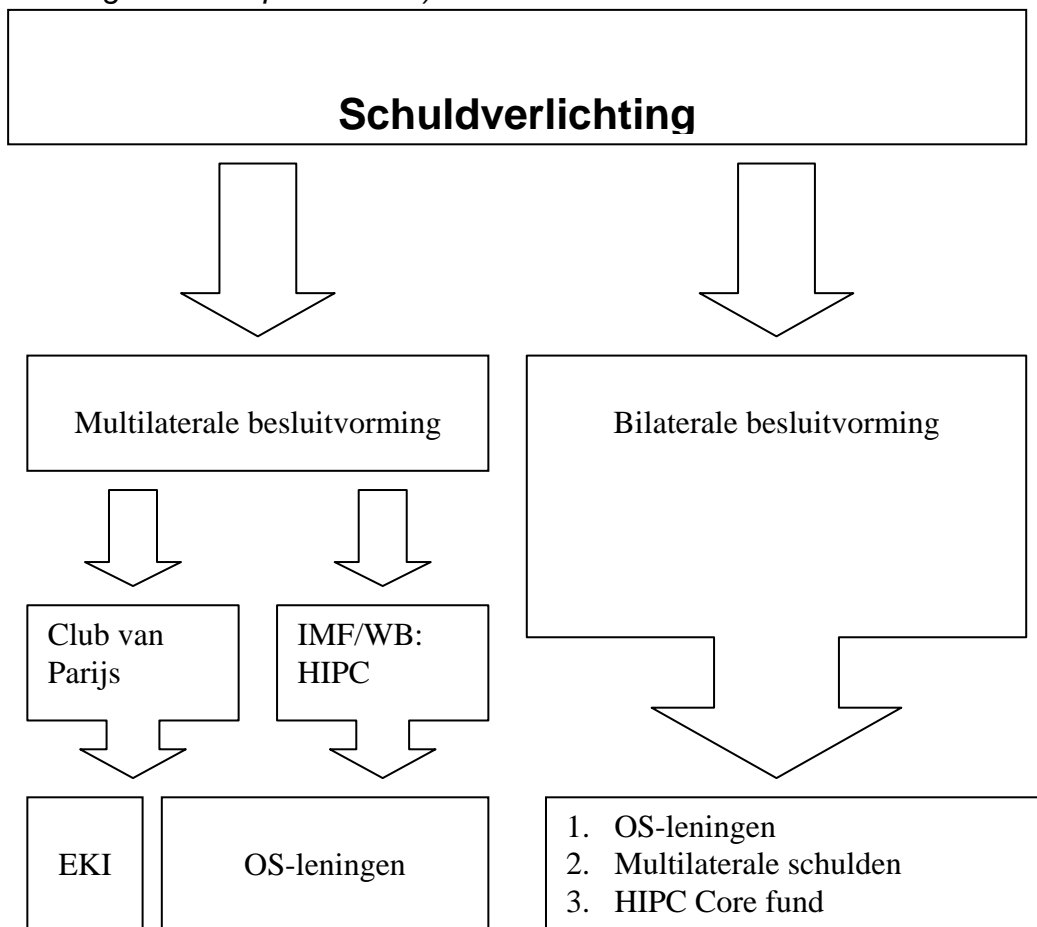 Schuldverlichting
Multilaterale besluitvorming
Bilaterale besluitvorming
Club van
Parijs
IMF/WB:
HIPC
EKI
OS-leningen
1. OS-leningen
2. Multilaterale schulden
3. HIPC Core fund